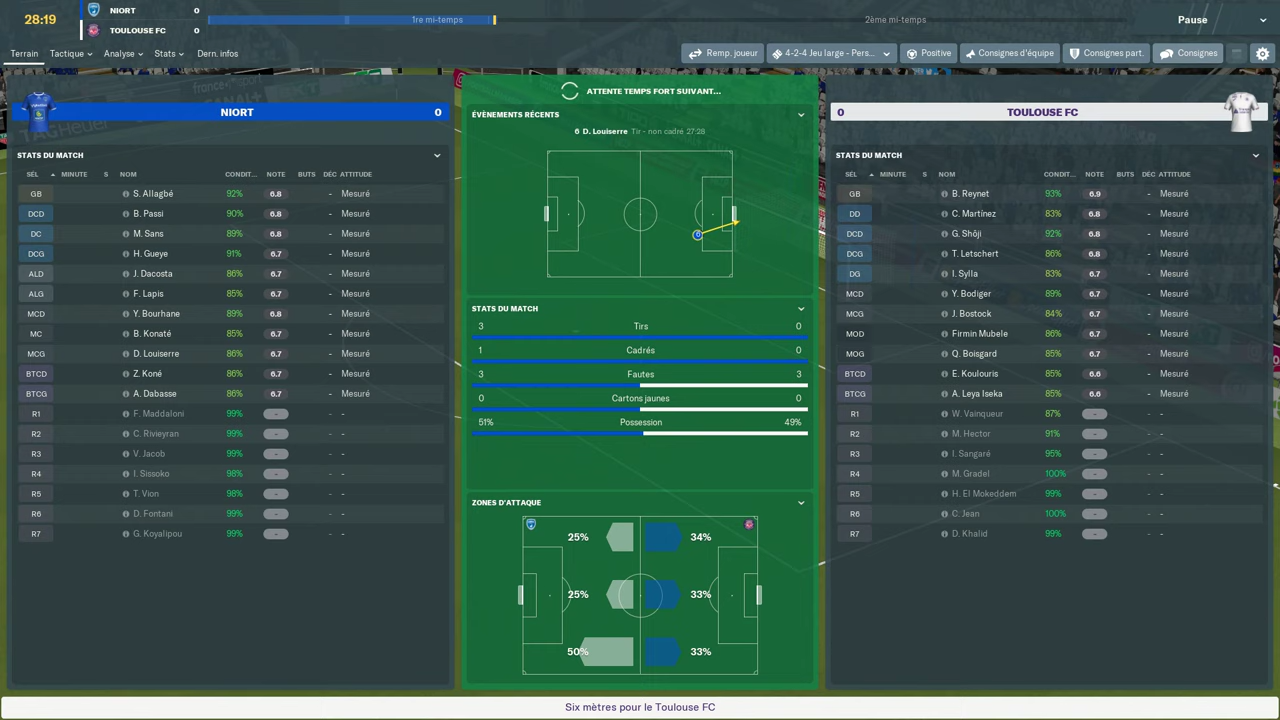 28:19
NIORT 0
TOULOUSE FC 0
1re mi-temps 2ème mi-temps
Pause
Terrain Tactique Analyse Stats Dern. infos
Remp. joueur 4-2-4 Jeu large - Pers... Positive Consignes d'équipe Consignes part. Consignes
NIORT 0
STATS DU MATCH
SÉL MINUTE S NOM CONDIT... NOTE BUTS DÉC ATTITUDE
GB S. Allagbé 92% 6.8 - Mesuré
DCD B. Passi 90% 6.8 - Mesuré
DC M. Sans 89% 6.8 - Mesuré
DCG H. Gueye 91% 6.7 - Mesuré
ALD J. Dacosta 86% 6.7 - Mesuré
ALG F. Lapis 85% 6.7 - Mesuré
MCD Y. Bourhane 89% 6.8 - Mesuré
MC B. Konaté 85% 6.7 - Mesuré
MCG D. Louiserre 86% 6.7 - Mesuré
BTCD Z. Koné 86% 6.7 - Mesuré
BTCG A. Dabasse 86% 6.7 - Mesuré
R1 F. Maddaloni 99% - - -
R2 C. Rivieyran 99% - - -
R3 V. Jacob 99% - - -
R4 I. Sissoko 98% - - -
R5 T. Vion 98% - - -
R6 D. Fontani 99% - - -
R7 G. Koyalipou 99% - - -
ATTENTE TEMPS FORT SUIVANT...
ÉVÈNEMENTS RÉCENTS
6 D. Louiserre Tir - non cadré 27:28
6
STATS DU MATCH
3 Tirs 0
1 Cadrés 0
3 Fautes 3
0 Cartons jaunes 0
51% Possession 49%
ZONES D'ATTAQUE
25% 34%
25% 33%
50% 33%
0 TOULOUSE FC
STATS DU MATCH
SÉL MINUTE S NOM CONDIT... NOTE BUTS DÉC ATTITUDE
GB B. Reynet 93% 6.9 - Mesuré
DD C. Martínez 83% 6.8 - Mesuré
DCD G. Shōji 92% 6.8 - Mesuré
DCG T. Letschert 86% 6.8 - Mesuré
DG I. Sylla 83% 6.7 - Mesuré
MCD Y. Bodiger 89% 6.7 - Mesuré
MCG J. Bostock 84% 6.7 - Mesuré
MOD Firmin Mubele 86% 6.7 - Mesuré
MOG Q. Boisgard 85% 6.7 - Mesuré
BTCD E. Koulouris 85% 6.6 - Mesuré
BTCG A. Leya Iseka 85% 6.6 - Mesuré
R1 W. Vainqueur 87% - - -
R2 M. Hector 91% - - -
R3 I. Sangaré 95% - - -
R4 M. Gradel 100% - - -
R5 H. El Mokeddem 99% - - -
R6 C. Jean 100% - - -
R7 D. Khalid 99% - - -
Six mètres pour le Toulouse FC